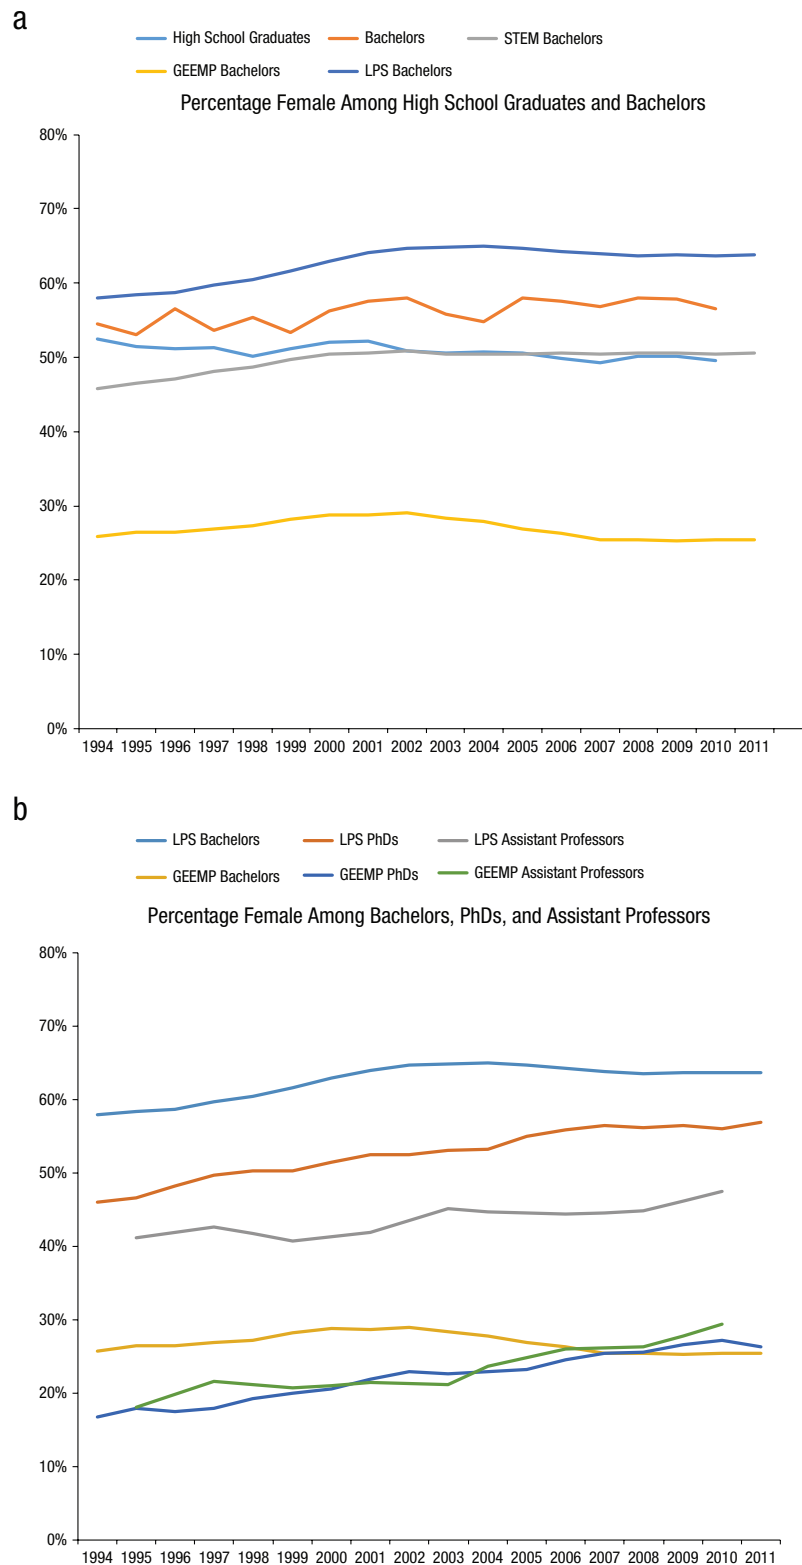 a
High School Graduates Bachelors STEM Bachelors
GEEMP Bachelors LPS Bachelors
Percentage Female Among High School Graduates and Bachelors
80%
70%
60%
50%
40%
30%
20%
10%
0%
1994 1995 1996 1997 1998 1999 2000 2001 2002 2003 2004 2005 2006 2007 2008 2009 2010 2011
b
LPS Bachelors LPS PhDs LPS Assistant Professors
GEEMP Bachelors GEEMP PhDs GEEMP Assistant Professors
Percentage Female Among Bachelors, PhDs, and Assistant Professors
80%
70%
60%
50%
40%
30%
20%
10%
0%
1994 1995 1996 1997 1998 1999 2000 2001 2002 2003 2004 2005 2006 2007 2008 2009 2010 2011